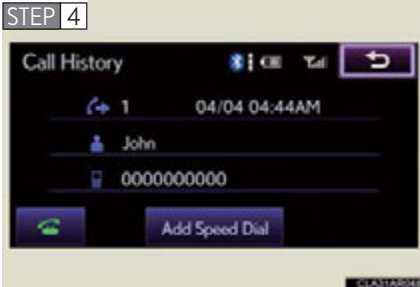 STEP 4
Call History
1 04/04 04:44AM
John
0000000000
Add Speed Dial